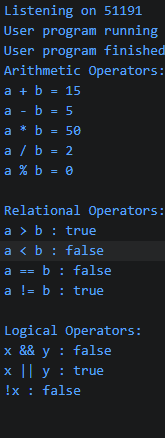 Listening on 51191
User program running
User program finished
Arithmetic Operators:
a + b = 15
a - b = 5
a * b = 50
a / b = 2
a % b = 0
Relational Operators:
a > b : true
a < b : false
a == b : false
a != b : true
Logical Operators:
x && y : false
x || y : true
!x : false